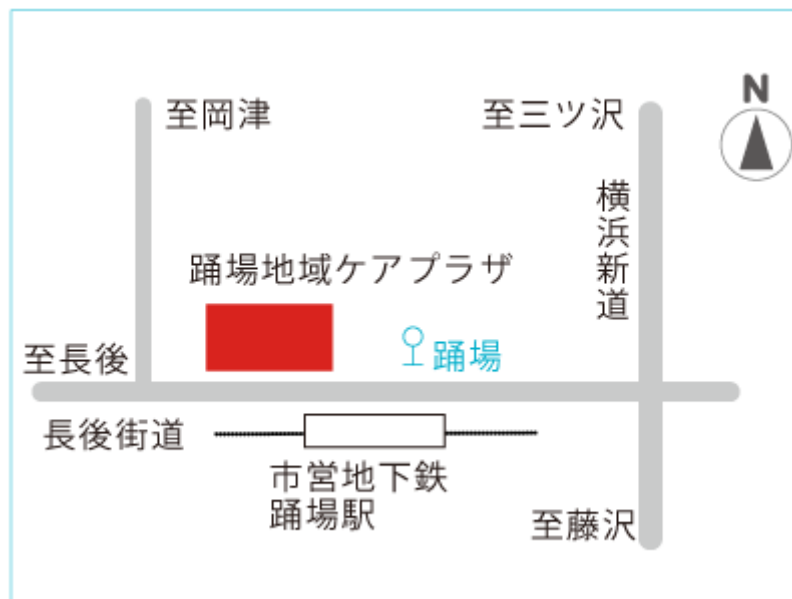 至岡津
至三ツ沢
N
横浜新道
踊場地域ケアプラザ
踊場
至長後
長後街道
市営地下鉄
踊場駅
至藤沢